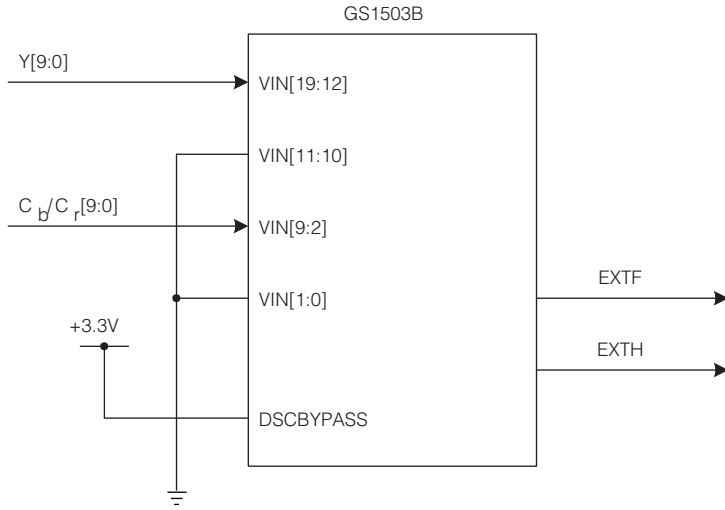 GS1503B
Y[9:0]
VIN[19:12]
VIN[11:10]
C b/C r[9:0]
VIN[9:2]
EXTF
VIN[1:0]
+3.3V
EXTH
DSCBYPASS